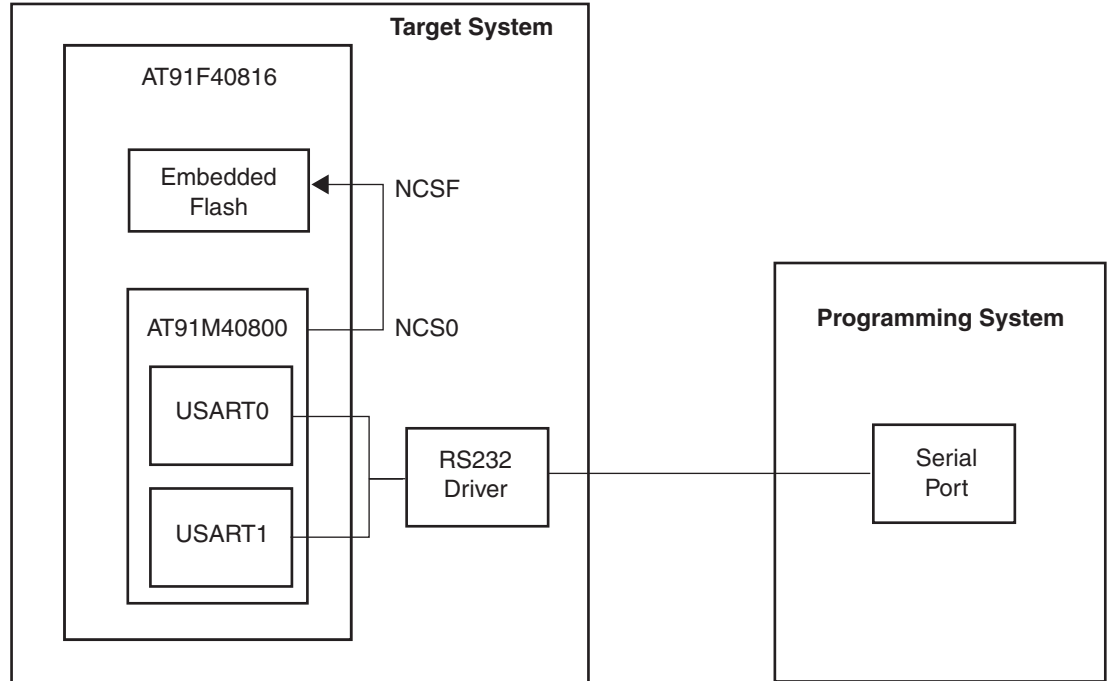 Target System
AT91F40816
Embedded
Flash
NCSF
AT91M40800
NCS0
USART0
USART1
RS232
Driver
Programming System
Serial
Port